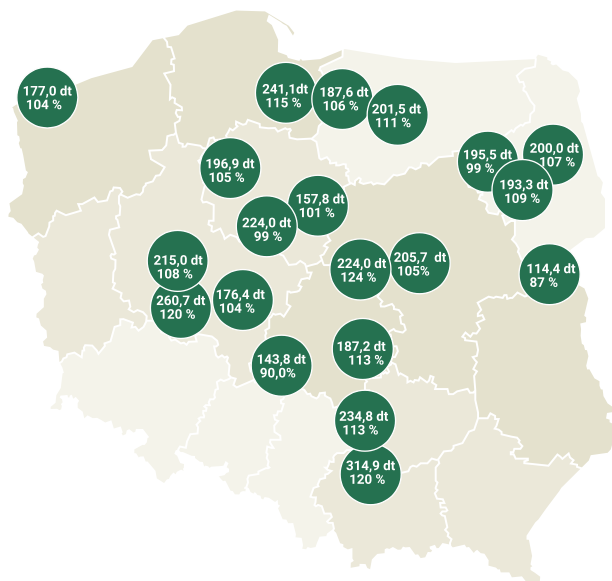 177,0 dt
104 %
241,1dt
115 %
187,6 dt
106 %
201,5 dt
111 %
195,5 dt
99 %
200,0 dt
107 %
193,3 dt
109 %
196,9 dt
105 %
157,8 dt
101 %
224,0 dt
99 %
215,0 dt
108 %
260,7 dt
120 %
176,4 dt
104 %
224,0 dt
124 %
205,7 dt
105%
114,4 dt
87 %
143,8 dt
90,0%
187,2 dt
113 %
234,8 dt
113 %
314,9 dt
120 %